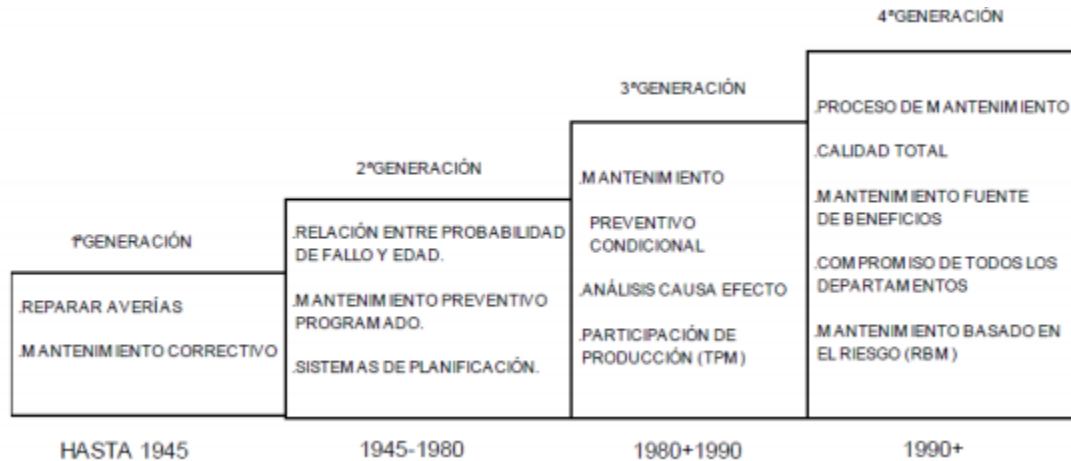 1ªGENERACIÓN
.REPARAR AVERÍAS
.MANTENIMIENTO CORRECTIVO
HASTA 1945
2ªGENERACIÓN
.RELACIÓN ENTRE PROBABILIDAD
DE FALLO Y EDAD.
.MANTENIMIENTO PREVENTIVO
PROGRAMADO.
.SISTEMAS DE PLANIFICACIÓN.
1945-1980
3ªGENERACIÓN
.MANTENIMIENTO
PREVENTIVO
CONDICIONAL
.ANÁLISIS CAUSA EFECTO
.PARTICIPACIÓN DE
PRODUCCIÓN (TPM)
1980+1990
4ªGENERACIÓN
.PROCESO DE MANTENIMIENTO
.CALIDAD TOTAL
.MANTENIMIENTO FUENTE
DE BENEFICIOS
.COMPROMISO DE TODOS LOS
DEPARTAMENTOS
.MANTENIMIENTO BASADO EN
EL RIESGO (RBM)
1990+